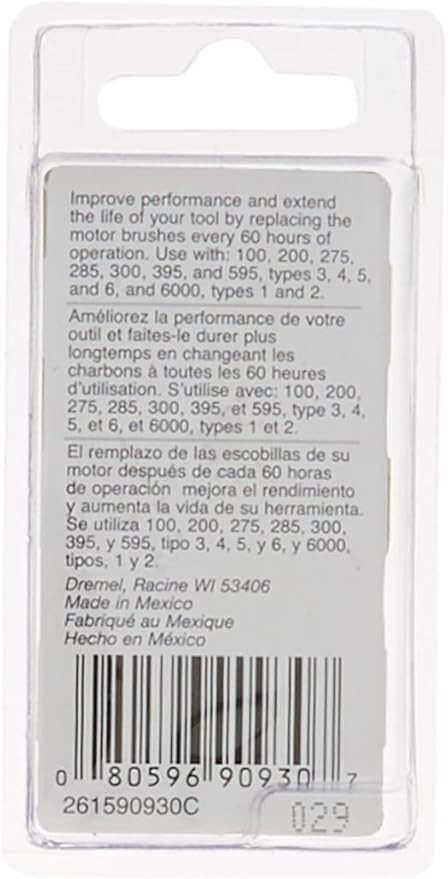 Improve performance and extend
the life of your tool by replacing the
motor brushes every 60 hours of
operation. Use with: 100, 200, 275,
285, 300, 395, and 595, types 3, 4, 5,
and 6, and 6000, types 1 and 2.
Améliorez la performance de votre
outil et faites-le durer plus
longtemps en changeant les
charbons à toutes les 60 heures
d'utilisation. S'utilise avec: 100, 200,
275, 285, 300, 395, et 595, type 3, 4,
5, et 6, et 6000, types 1 et 2.
El remplazo de las escobillas de su
motor después de cada 60 horas
de operación mejora el rendimiento
y aumenta la vida de su herramienta.
Se utiliza 100, 200, 275, 285, 300,
395, y 595, tipo 3, 4, 5, y 6, y 6000,
tipos, 1 y 2.
Dremel, Racine WI 53406
Made in Mexico
Fabriqué au Mexique
Hecho en México
0 80596 90930 7
261590930C
029